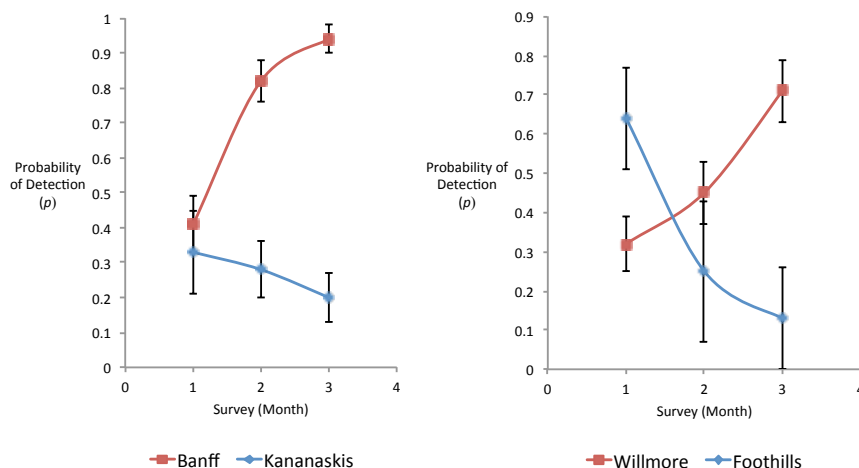 1
0.9
0.8
0.7
0.6
0.5
0.4
0.3
0.2
0.1
0
Probability
of Detection
(p)
0 1 2 3 4
Survey (Month)
Banff Kananaskis
0.9
0.8
0.7
0.6
0.5
0.4
0.3
0.2
0.1
0
Probability of
Detection
(p)
0 1 2 3 4
Survey (Month)
Willmore Foothills